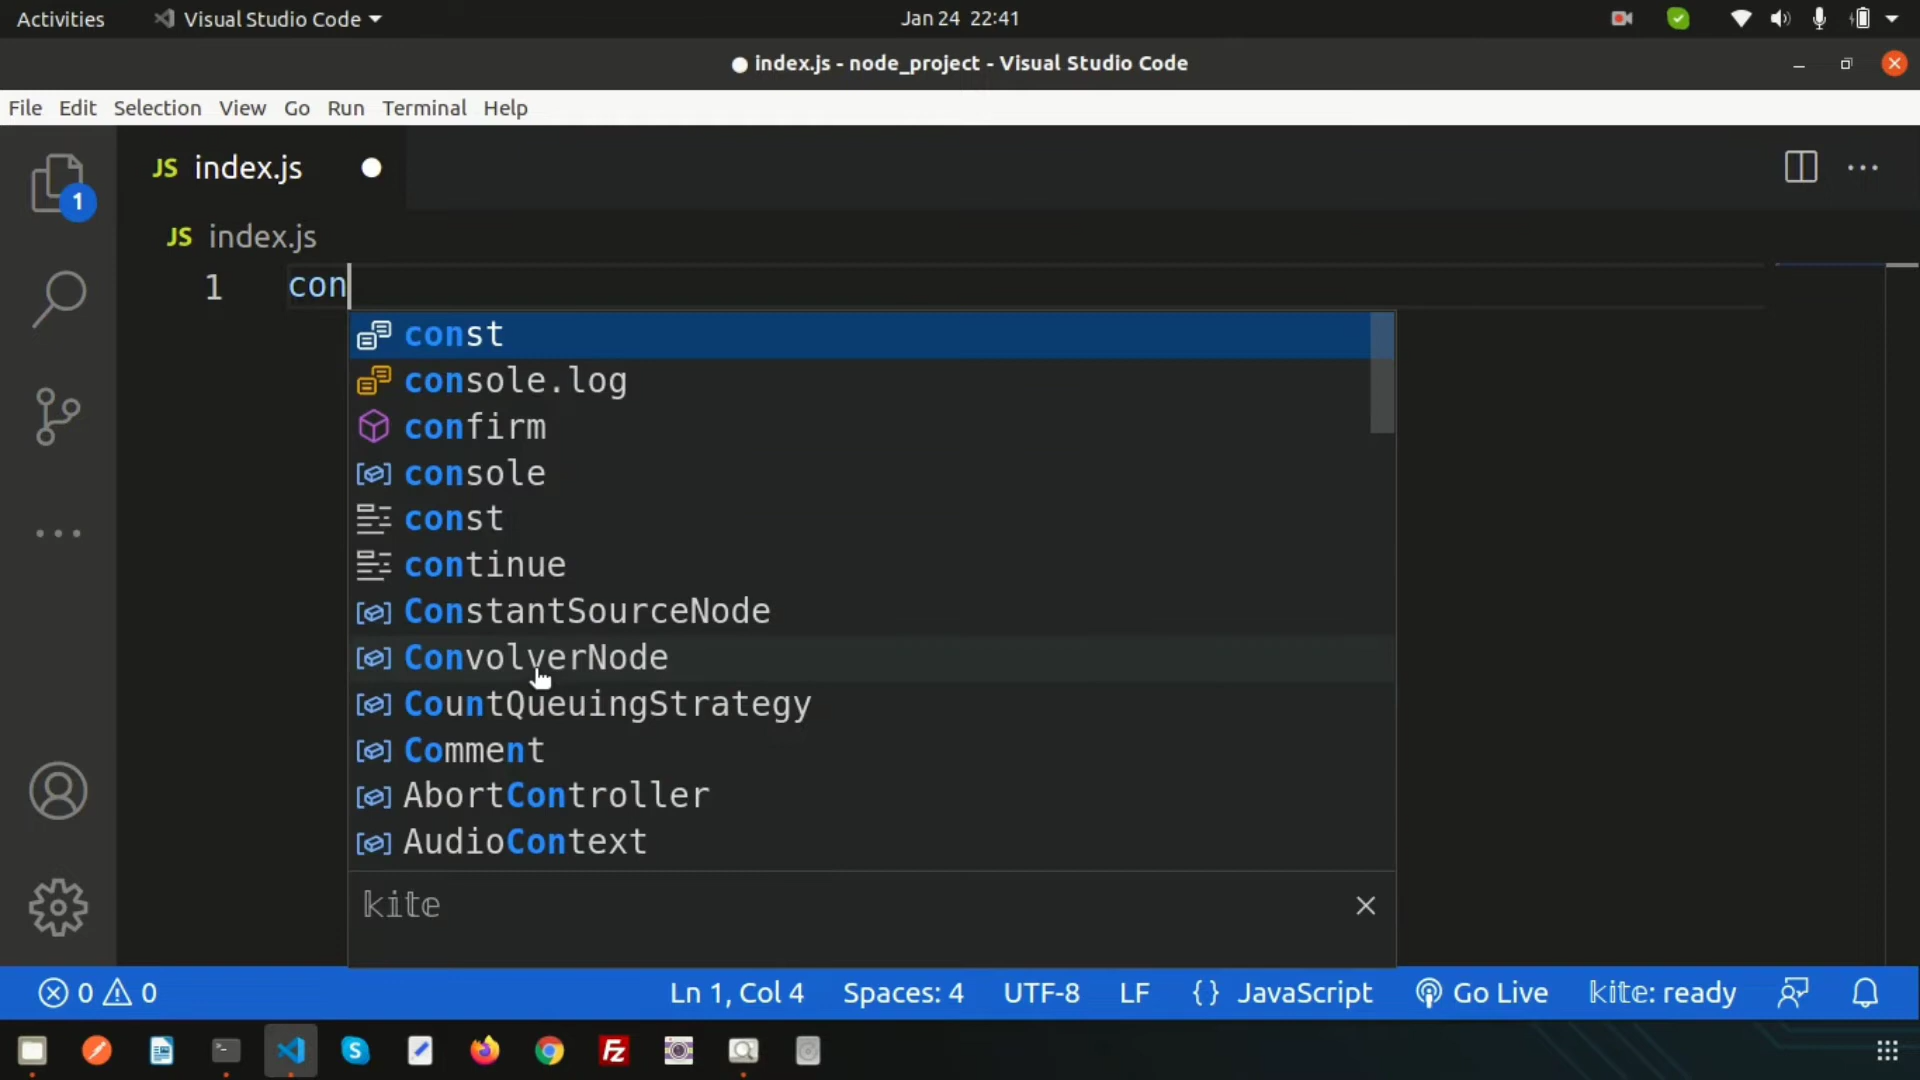 Activities Visual Studio Code Jan 24 22:41
index.js - node_project - Visual Studio Code
File Edit Selection View Go Run Terminal Help
JS index.js
1
JS index.js
1 con
const
console.log
confirm
console
const
continue
ConstantSourceNode
ConvolverNode
CountQueuingStrategy
Comment
AbortController
AudioContext
kite
0 0 Ln 1, Col 4 Spaces: 4 UTF-8 LF {} JavaScript Go Live kite: ready